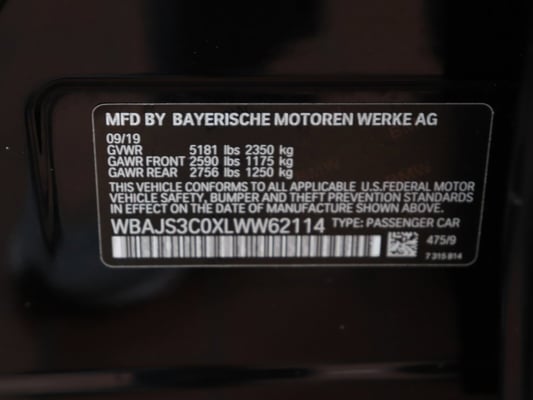 MFD BY BAYERISCHE MOTOREN WERKE AG
09/19
GVWR 5181 lbs 2350 kg
GAWR FRONT 2590 lbs 1175 kg
GAWR REAR 2756 lbs 1250 kg
THIS VEHICLE CONFORMS TO ALL APPLICABLE U.S.FEDERAL MOTOR
VEHICLE SAFETY, BUMPER AND THEFT PREVENTION STANDARDS
IN EFFECT ON THE DATE OF MANUFACTURE SHOWN ABOVE.
WBAJS3C0XLWW62114 TYPE: PASSENGER CAR
475/9
7 315 814